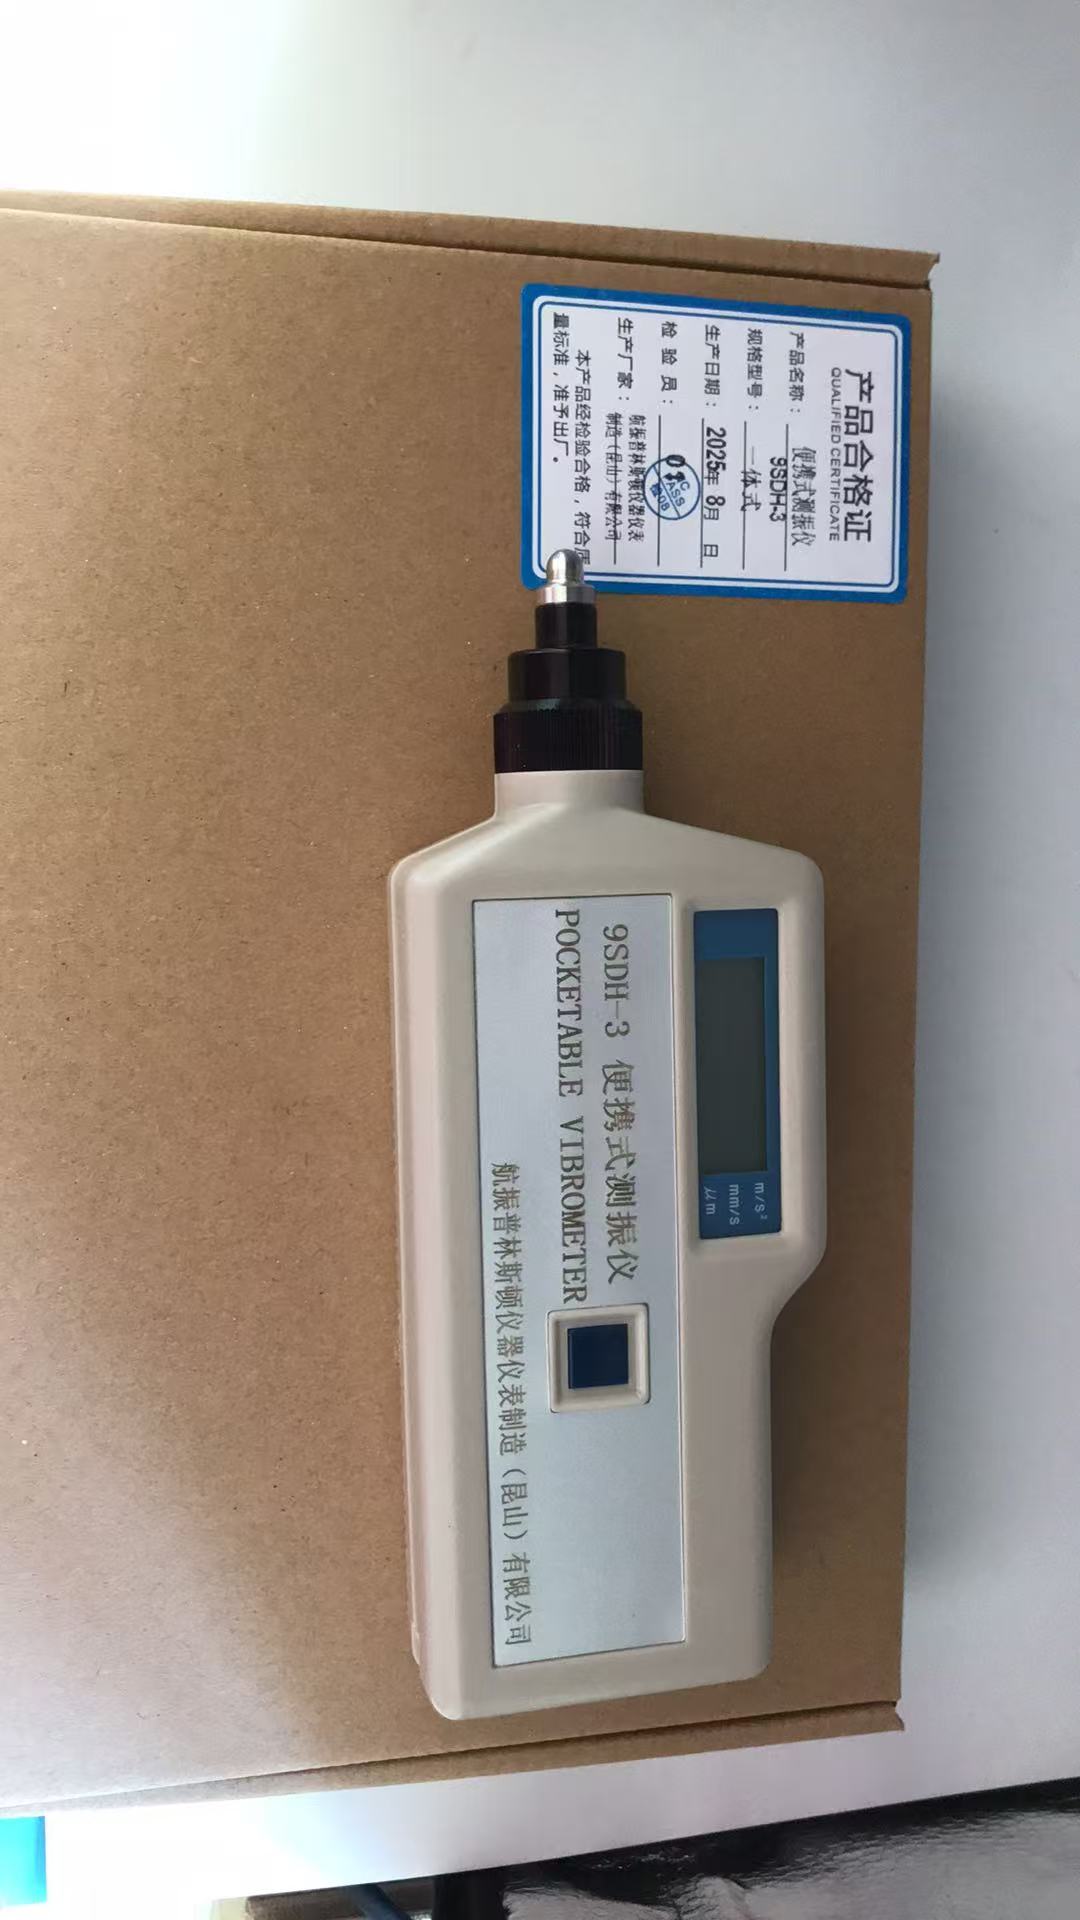 产品合格证
QUALIFIED CERTIFICATE
产品名称：便携式测振仪
9SDH-3
规格型号：一体式
生产日期：2025年 8月 日
检 验 员：03
生产厂家：航振普林斯顿仪器仪表
制造（昆山）有限公司
本产品经检验合格，符合质
量标准，准予出厂。
m/s²
mm/s
μm
9SDH-3 便携式测振仪
POCKETABLE VIBROMETER
航振普林斯顿仪器仪表制造（昆山）有限公司